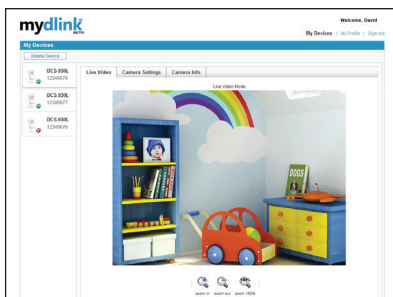 mydlink
BETA
Welcome, David
My Devices | My Profile | Sign out
My Devices
Delete Device
DCS-930L
12345678
DCS-930L
12345677
DCS-930L
12345676
Live Video
Camera Settings
Camera Info
Live Video Mode
DOGS
100%
zoom in
zoom out
zoom 100%